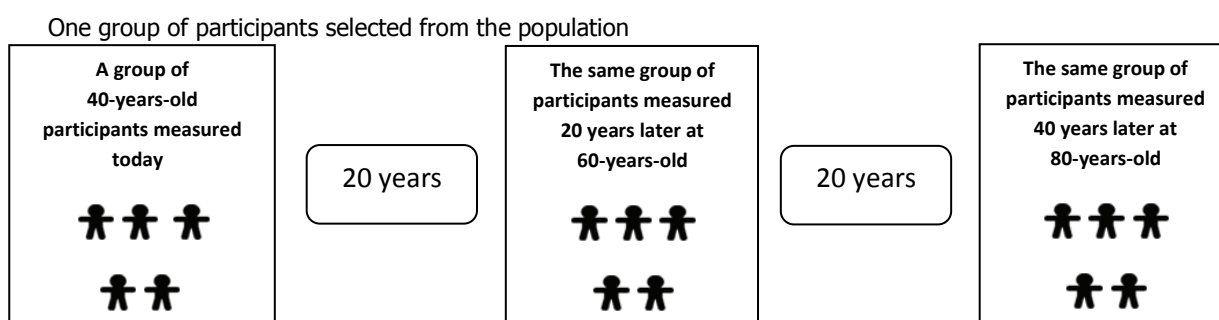 One group of participants selected from the population
A group of
40-years-old
participants measured
today
20 years
The same group of
participants measured
20 years later at
60-years-old
20 years
The same group of
participants measured
40 years later at
80-years-old